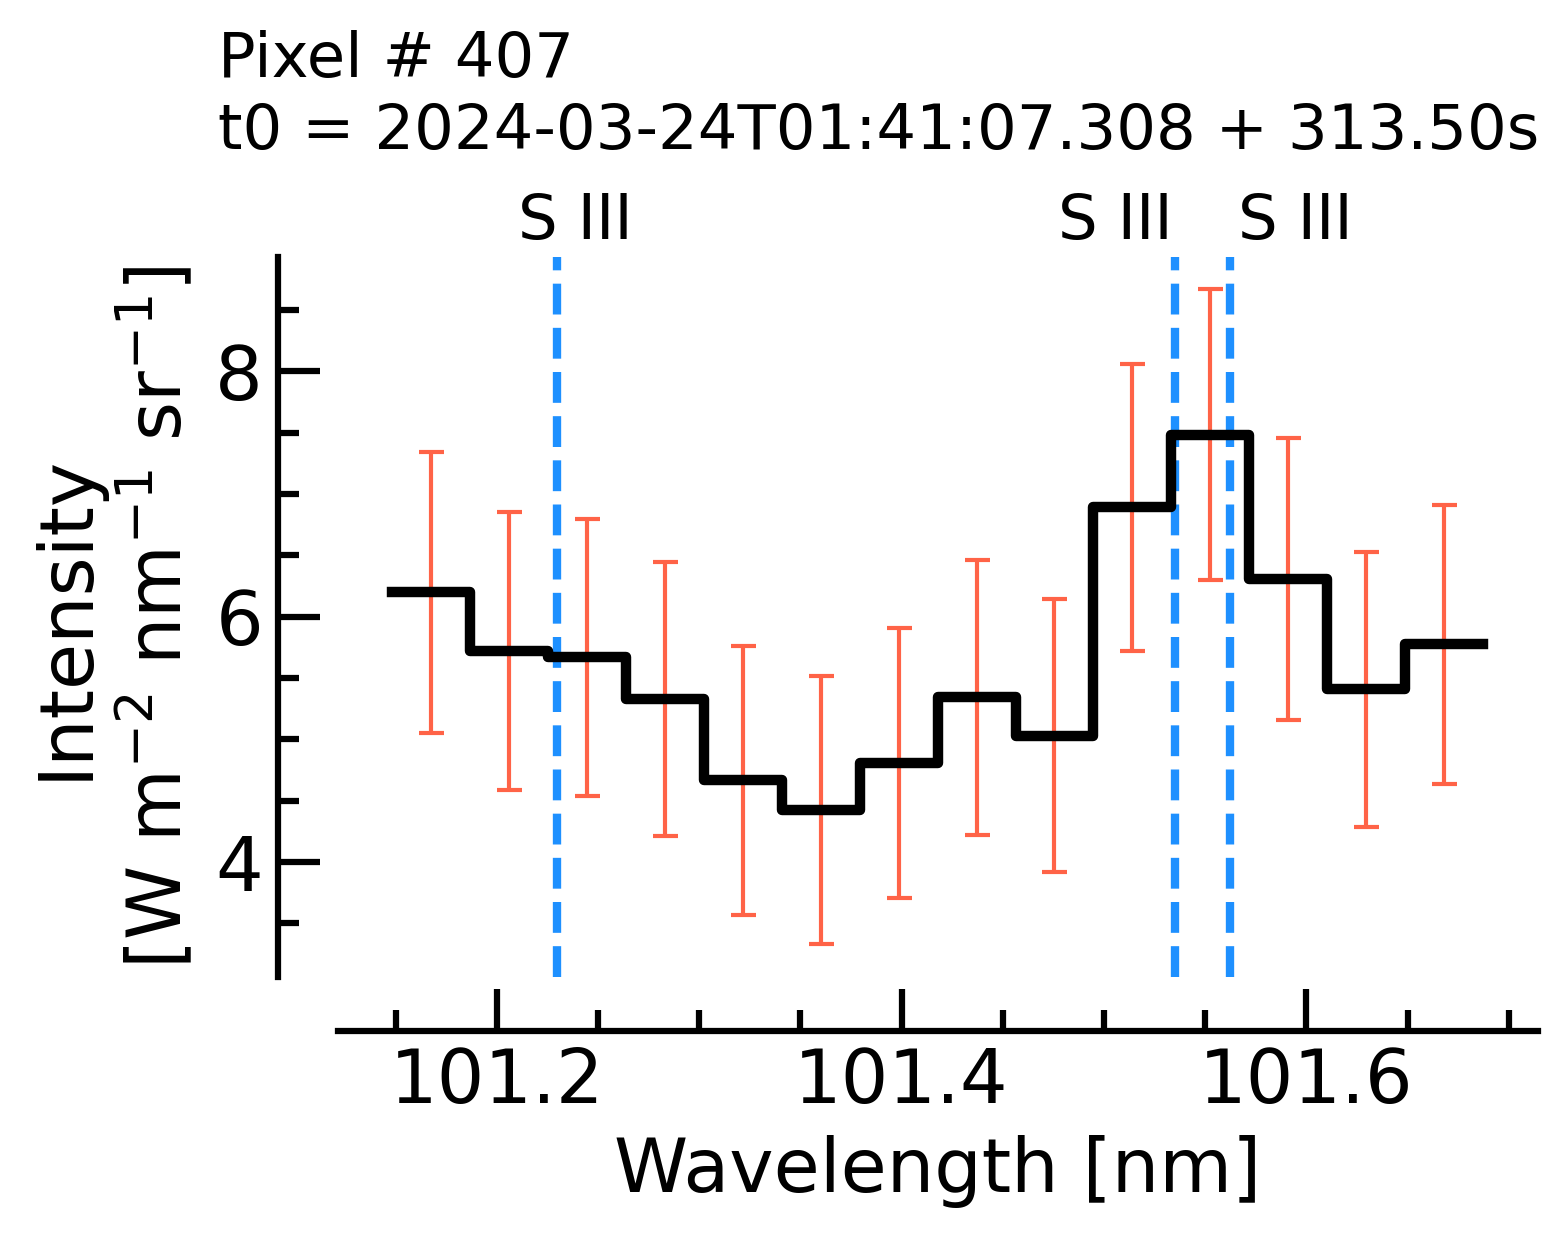 Pixel # 407
t0 = 2024-03-24T01:41:07.308 + 313.50s
S III S III S III
Intensity
[W m⁻² nm⁻¹ sr⁻¹]
8
6
4
101.2 101.4 101.6
Wavelength [nm]